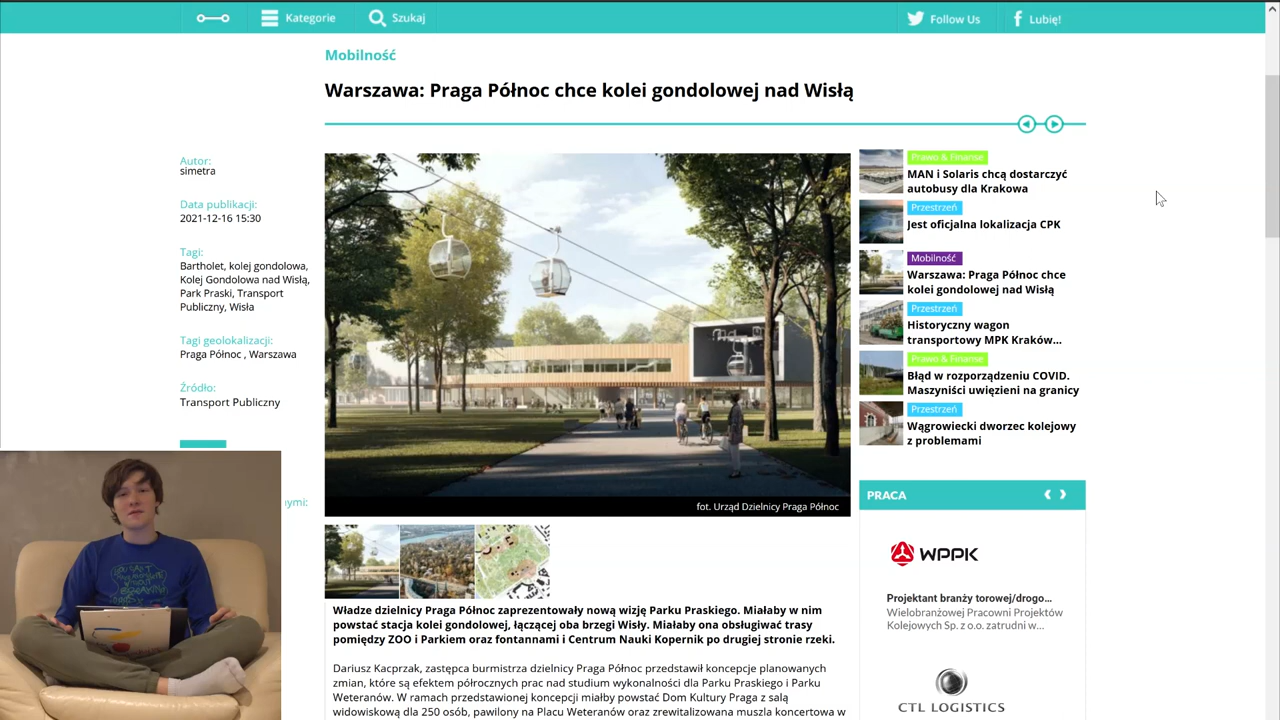 Kategorie
Szukaj
Follow Us
Lubię!
Mobilność
Warszawa: Praga Północ chce kolei gondolowej nad Wisłą
Autor:
simetra
Data publikacji:
2021-12-16 15:30
Tagi:
Bartholet, kolej gondolowa,
Kolej Gondolowa nad Wisłą,
Park Praski, Transport
Publiczny, Wisła
Tagi geolokalizacji:
Praga Północ , Warszawa
Źródło:
Transport Publiczny
nymi:
fot. Urząd Dzielnicy Praga Północ
Władze dzielnicy Praga Północ zaprezentowały nową wizję Parku Praskiego. Miałaby w nim
powstać stacja kolei gondolowej, łączącej oba brzegi Wisły. Miałaby ona obsługiwać trasy
pomiędzy ZOO i Parkiem oraz fontannami i Centrum Nauki Kopernik po drugiej stronie rzeki.
Dariusz Kacprzak, zastępca burmistrza dzielnicy Praga Północ przedstawił koncepcje planowanych
zmian, które są efektem półrocznych prac nad studium wykonalności dla Parku Praskiego i Parku
Weteranów. W ramach przedstawionej koncepcji miałby powstać Dom Kultury Praga z salą
widowiskową dla 250 osób, pawilony na Placu Weteranów oraz zrewitalizowana muszla koncertowa w
Prawo & Finanse
MAN i Solaris chcą dostarczyć
autobusy dla Krakowa
Przestrzeń
Jest oficjalna lokalizacja CPK
Mobilność
Warszawa: Praga Północ chce
kolei gondolowej nad Wisłą
Przestrzeń
Historyczny wagon
transportowy MPK Kraków...
Prawo & Finanse
Błąd w rozporządzeniu COVID.
Maszyniści uwięzieni na granicy
Przestrzeń
Wągrowiecki dworzec kolejowy
z problemami
PRACA
WPPK
Projektant branży torowej/drogo...
Wielobranżowej Pracowni Projektów
Kolejowych Sp. z o.o. zatrudni w...
CTL LOGISTICS